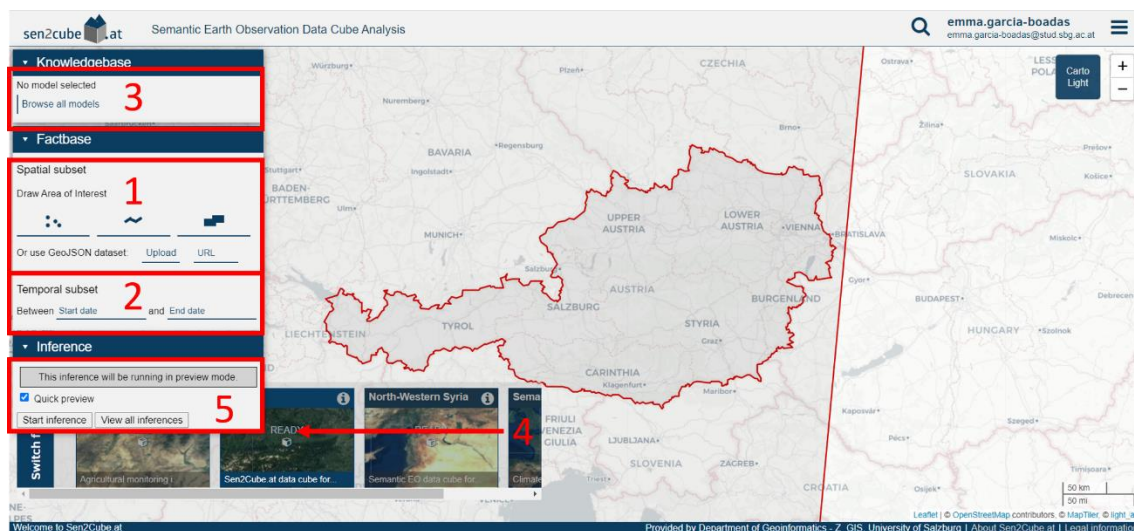 sen2cube.at
Semantic Earth Observation Data Cube Analysis
emma.garcia-boadas
emma.garcia-boadas@stud.sbg.ac.at
Knowledgebase
No model selected
Browse all models
3
Factbase
Spatial subset
Draw Area of Interest
1
Or use GeoJSON dataset: Upload URL
Temporal subset
Between Start date and End date
2
Inference
This inference will be running in preview mode.
Quick preview
Start inference View all inferences
5
Switch f
READY
North-Western Syria
Sema
4
Agricultural monitoring i
Sen2Cube.at data cube for...
Semantic EO data cube for...
Climate
Carto
Light
+
−
Würzburg
Plzeň
CZECHIA
Ostrava
Nuremberg
Brno
Žilina
Prešov
BAVARIA
Regensburg
Stuttgart
Ingolstadt
SLOVAKIA
Košice
BADEN-
Ulm
UPPER
AUSTRIA
LOWER
AUSTRIA
VIENNA
BRATISLAVA
MUNICH
Miskolc
Salzburg
Gyor
AUSTRIA
SALZBURG
BURGENLAND
BUDAPEST
Debrecen
LIECHTENSTEIN
TYROL
STYRIA
Graz
HUNGARY
Szolnok
CARINTHIA
Klagenfurt
Maribor
Kaposvár
Szeged
FRIULI
VENEZIA
GIULIA
LJUBLJANA
Pécs
SLOVENIA
ZAGREB
Timișoara
Triest
CROATIA
Osijek
50 km
50 mi
Leaflet | © OpenStreetMap contributors, © MapTiler, © light_a
Welcome to Sen2Cube.at
Provided by Department of Geoinformatics - Z_GIS, University of Salzburg | About Sen2Cube.at | Legal information